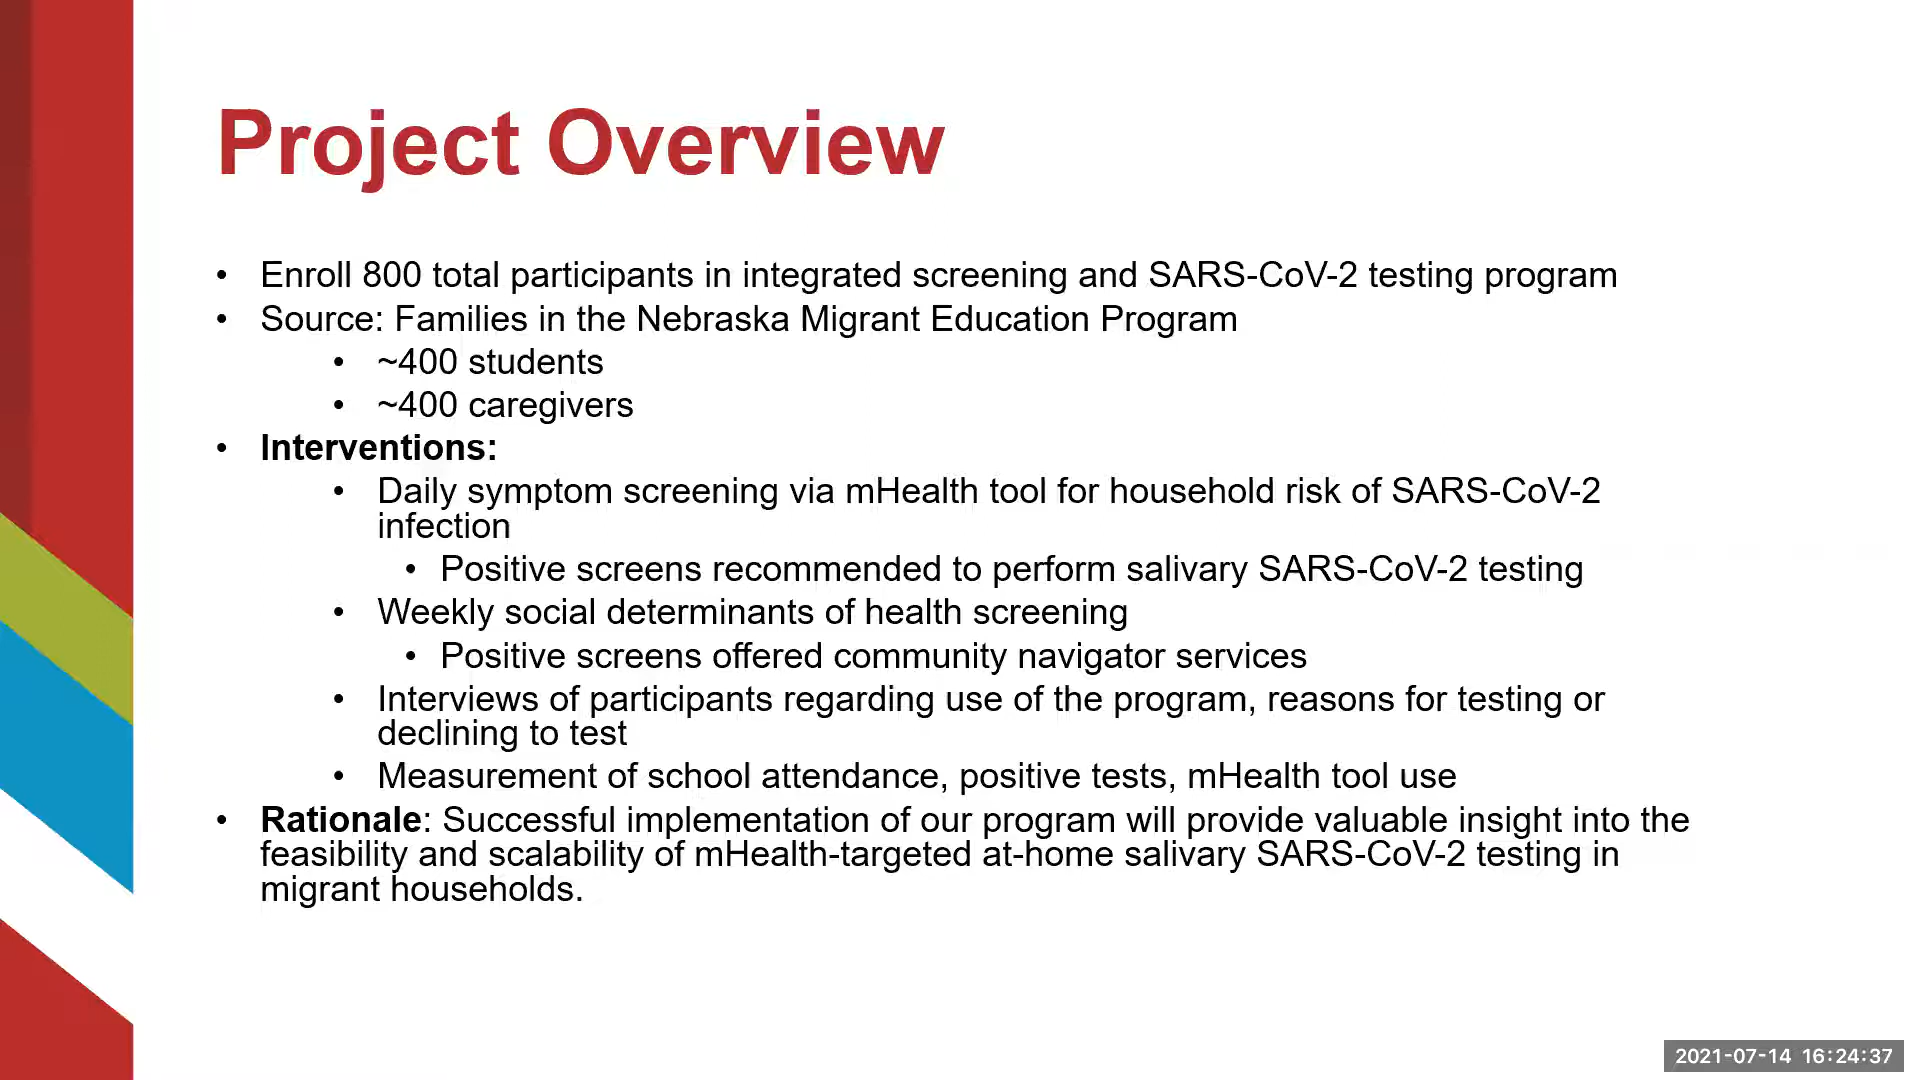 Project Overview
• Enroll 800 total participants in integrated screening and SARS-CoV-2 testing program
• Source: Families in the Nebraska Migrant Education Program
• ~400 students
• ~400 caregivers
• Interventions:
• Daily symptom screening via mHealth tool for household risk of SARS-CoV-2
infection
• Positive screens recommended to perform salivary SARS-CoV-2 testing
• Weekly social determinants of health screening
• Positive screens offered community navigator services
• Interviews of participants regarding use of the program, reasons for testing or
declining to test
• Measurement of school attendance, positive tests, mHealth tool use
• Rationale: Successful implementation of our program will provide valuable insight into the
feasibility and scalability of mHealth-targeted at-home salivary SARS-CoV-2 testing in
migrant households.
2021-07-14 16:24:37